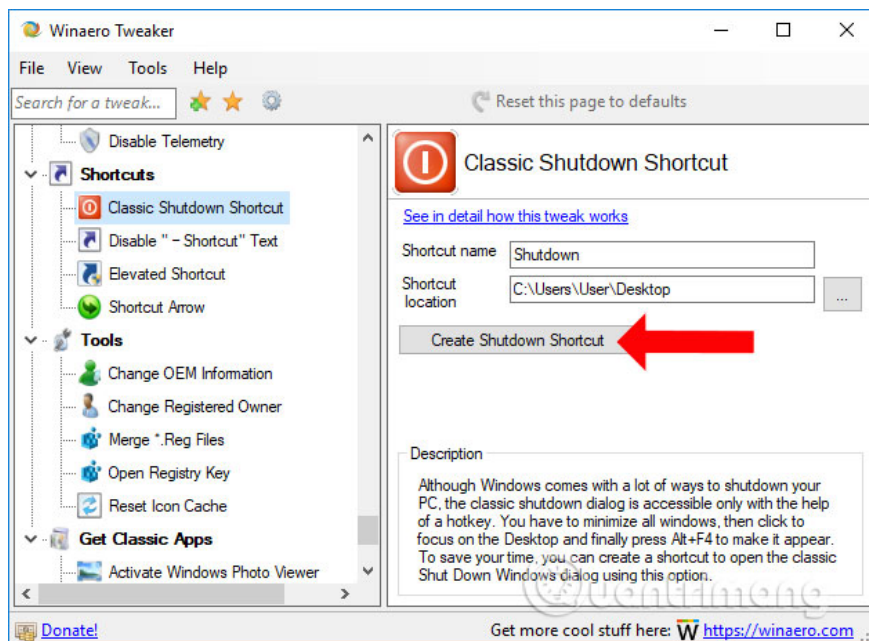 Winaero Tweaker
File View Tools Help
Search for a tweak...
Reset this page to defaults
Disable Telemetry
Shortcuts
Classic Shutdown Shortcut
Disable " - Shortcut" Text
Elevated Shortcut
Shortcut Arrow
Tools
Change OEM Information
Change Registered Owner
Merge *.Reg Files
Open Registry Key
Reset Icon Cache
Get Classic Apps
Activate Windows Photo Viewer
Classic Shutdown Shortcut
See in detail how this tweak works
Shortcut name
Shutdown
Shortcut
location
C:\Users\User\Desktop
...
Create Shutdown Shortcut
Description
Although Windows comes with a lot of ways to shutdown your
PC, the classic shutdown dialog is accessible only with the help
of a hotkey. You have to minimize all windows, then click to
focus on the Desktop and finally press Alt+F4 to make it appear.
To save your time, you can create a shortcut to open the classic
Shut Down Windows dialog using this option.
Quantrimang
Donate!
Get more cool stuff here: W https://winaero.com